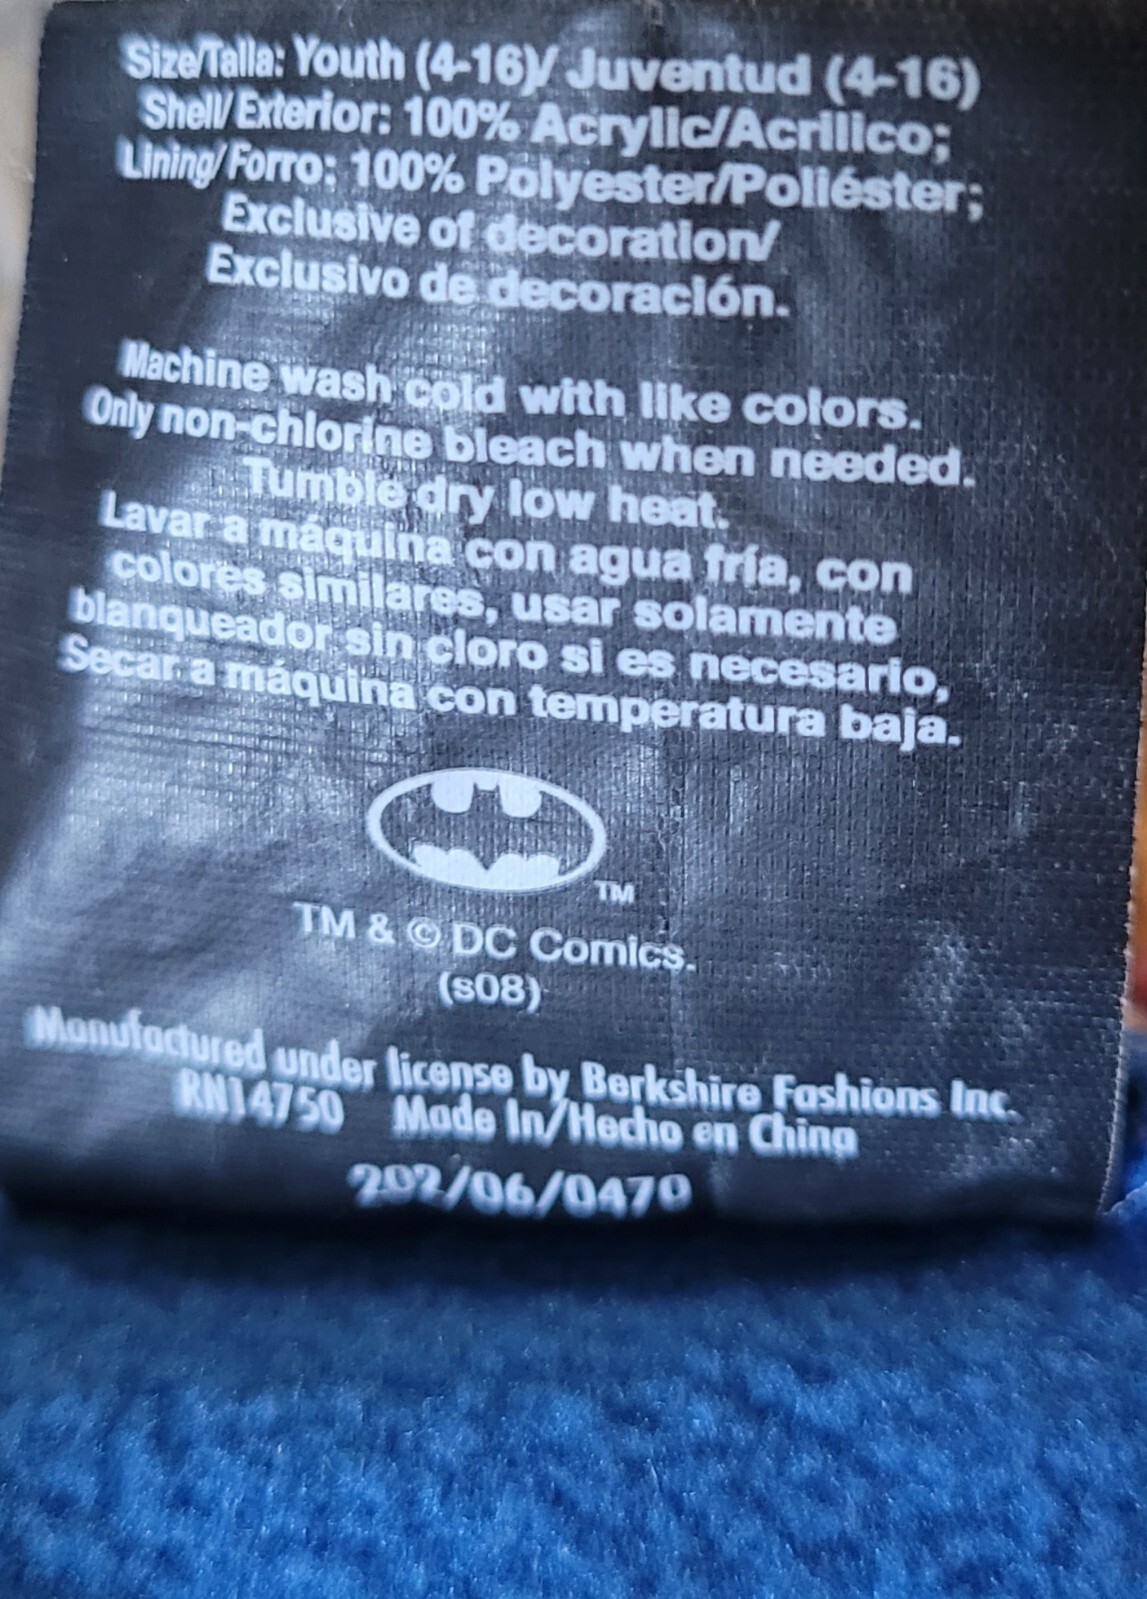 Size/Talla: Youth (4-16)/ Juventud (4-16)
Shell/Exterior: 100% Acrylic/Acrílico;
Lining/Forro: 100% Polyester/Poliéster;
Exclusive of decoration/
Exclusivo de decoración.
Machine wash cold with like colors.
Only non-chlorine bleach when needed.
Tumble dry low heat.
Lavar a máquina con agua fría, con
colores similares, usar solamente
blanqueador sin cloro si es necesario,
Secar a máquina con temperatura baja.
TM
TM & © DC Comics.
(s08)
Manufactured under license by Berkshire Fashions Inc.
RN14750 Made In/Hecho en China
202/06/0470